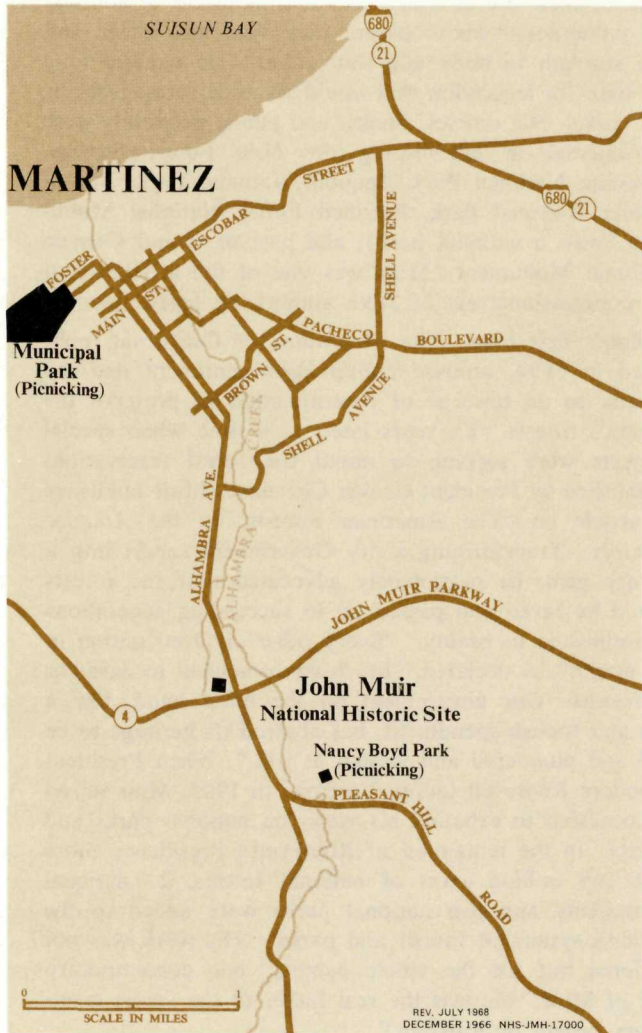 SUISUN BAY
680
21
MARTINEZ
STREET
ESCOBAR
680
21
SHELL AVENUE
FOSTER
MAIN ST.
Municipal
Park
(Picnicking)
PACHECO
BOULEVARD
BROWN ST.
CREEK
SHELL AVENUE
ALHAMBRA AVE.
ALHAMBRA
JOHN MUIR PARKWAY
4
John Muir
National Historic Site
Nancy Boyd Park
(Picnicking)
PLEASANT HILL
ROAD
0 1
SCALE IN MILES
REV. JULY 1968
DECEMBER 1966 NHS-JMH-17000